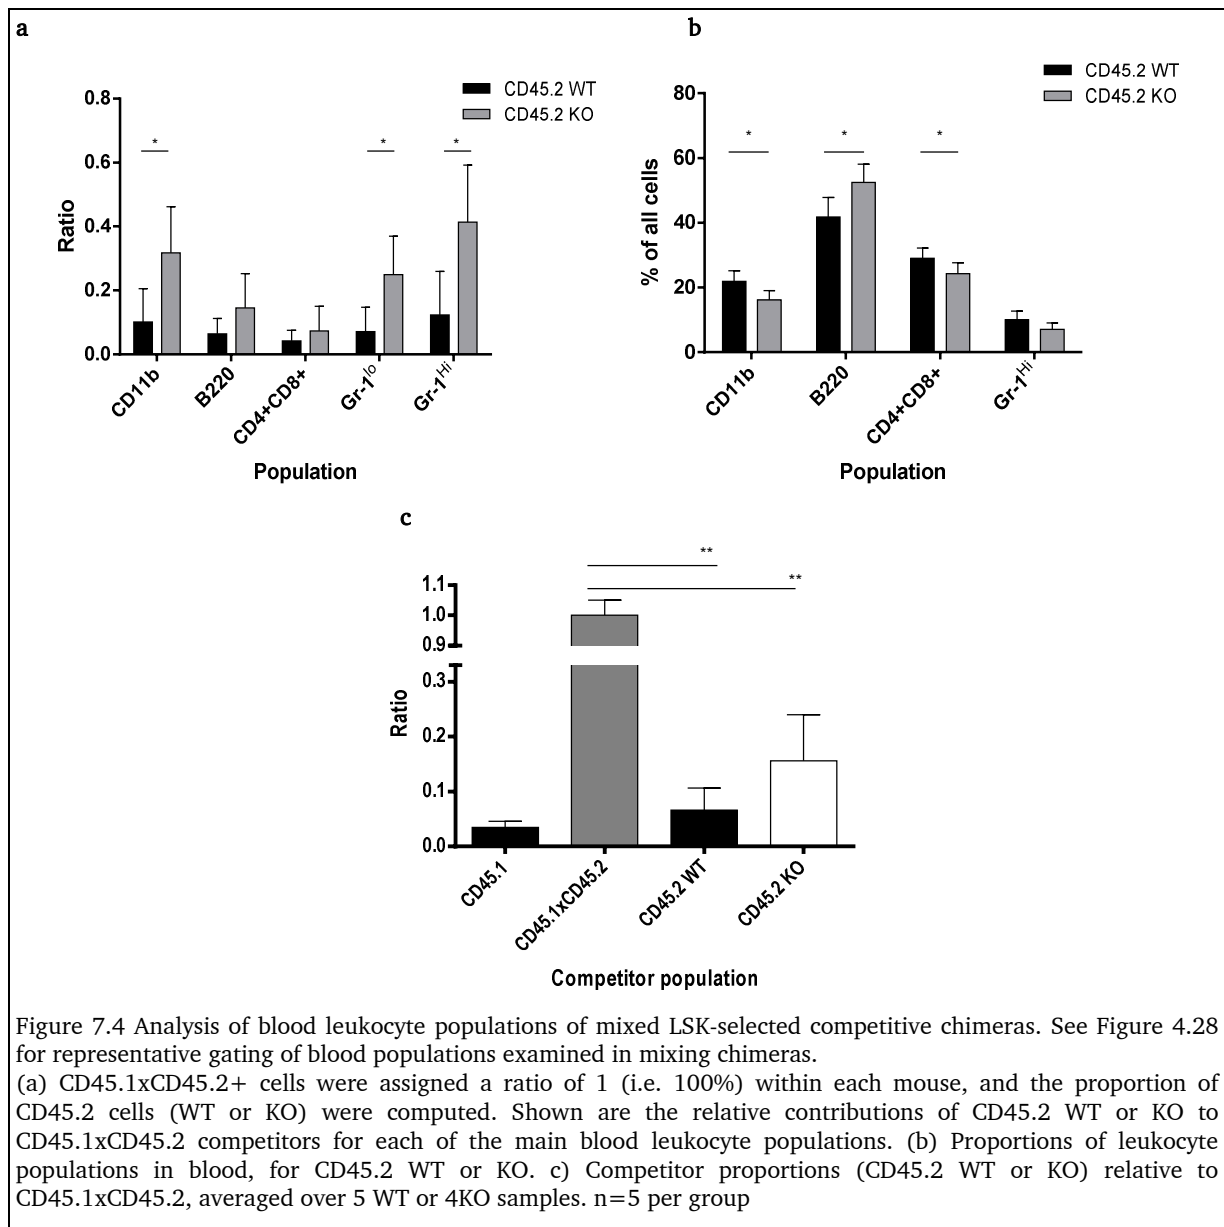 a
CD45.2 WT
CD45.2 KO
0.8
0.6
0.4
0.2
0.0
Ratio
*
*
*
CD11b
B220
CD4+CD8+
Gr-1lo
Gr-1Hi
Population
b
CD45.2 WT
CD45.2 KO
80
60
40
20
0
% of all cells
*
*
*
CD11b
B220
CD4+CD8+
Gr-1Hi
Population
c
**
**
1.1
1.0
0.9
0.3
0.2
0.1
0.0
Ratio
CD45.1
CD45.1xCD45.2
CD45.2 WT
CD45.2 KO
Competitor population
Figure 7.4 Analysis of blood leukocyte populations of mixed LSK-selected competitive chimeras. See Figure 4.28
for representative gating of blood populations examined in mixing chimeras.
(a) CD45.1xCD45.2+ cells were assigned a ratio of 1 (i.e. 100%) within each mouse, and the proportion of
CD45.2 cells (WT or KO) were computed. Shown are the relative contributions of CD45.2 WT or KO to
CD45.1xCD45.2 competitors for each of the main blood leukocyte populations. (b) Proportions of leukocyte
populations in blood, for CD45.2 WT or KO. c) Competitor proportions (CD45.2 WT or KO) relative to
CD45.1xCD45.2, averaged over 5 WT or 4KO samples. n=5 per group